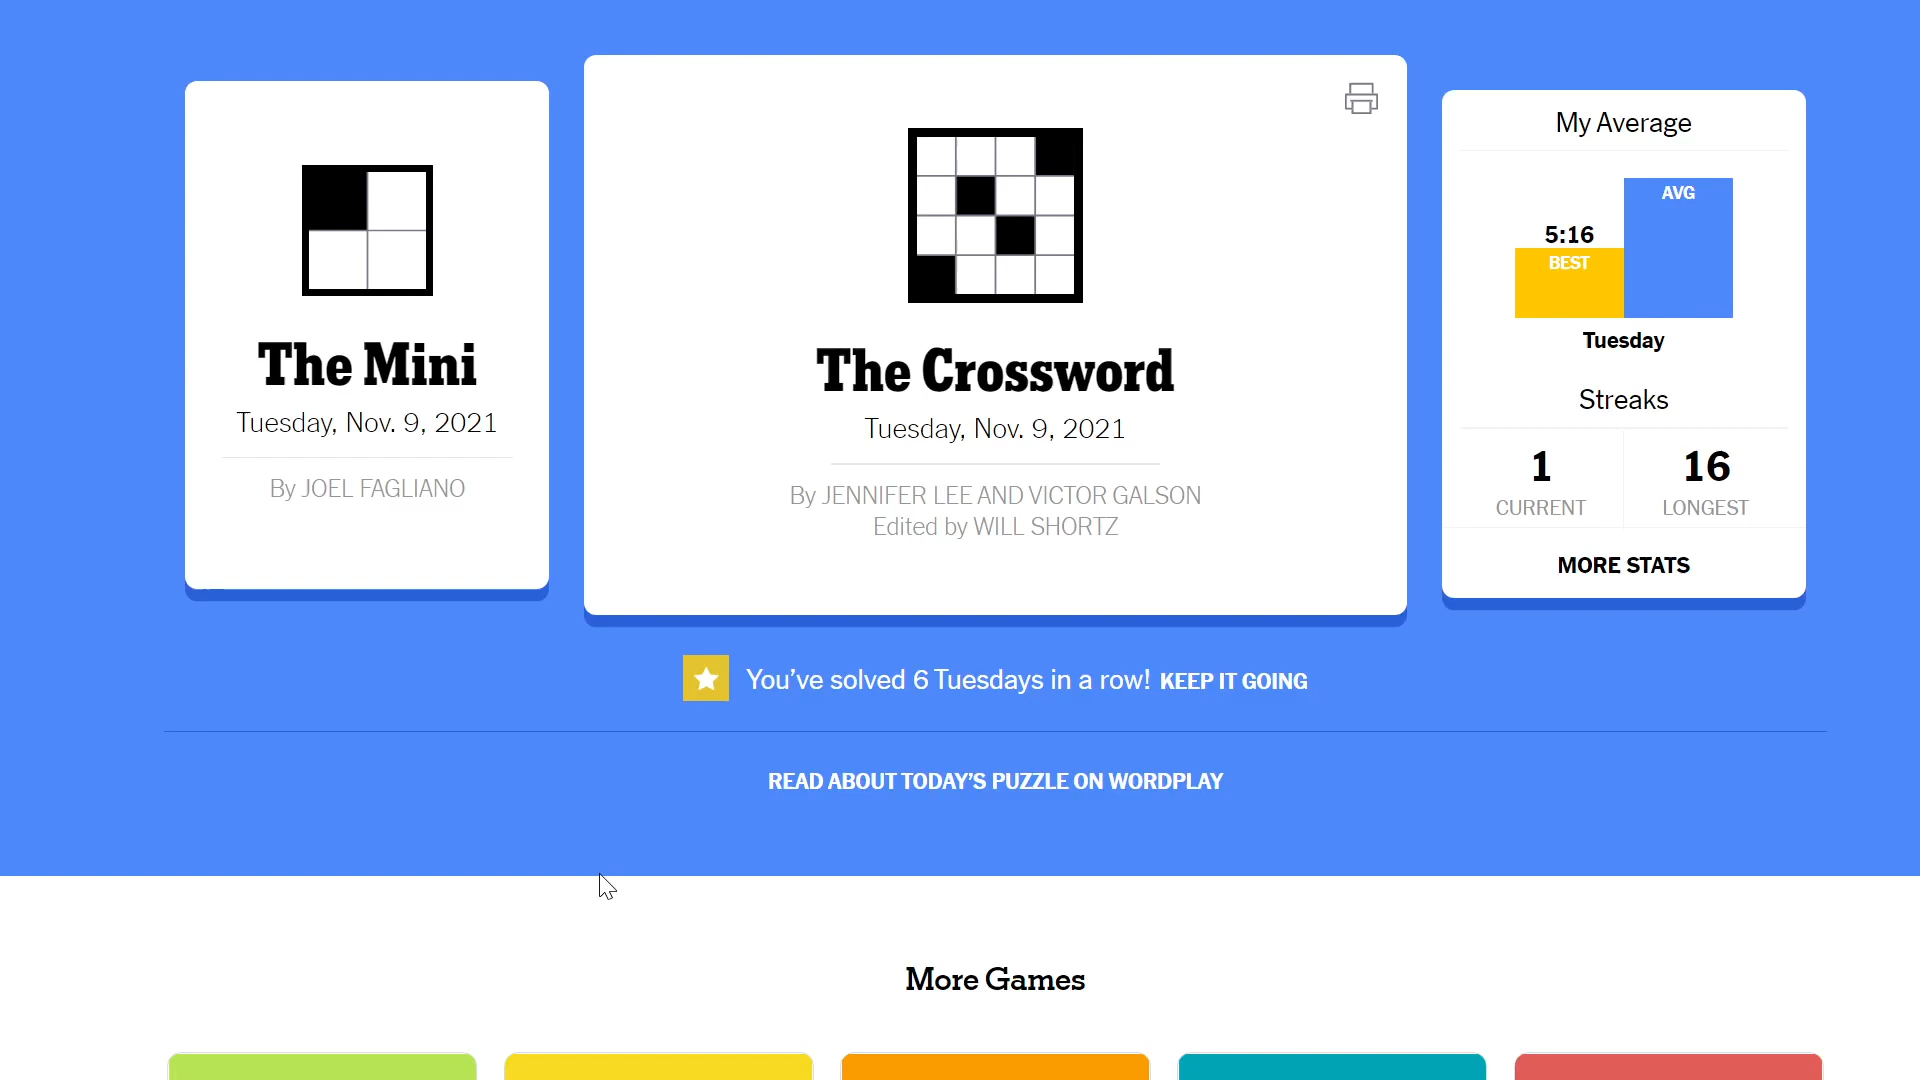 The Mini
Tuesday, Nov. 9, 2021
By JOEL FAGLIANO
The Crossword
Tuesday, Nov. 9, 2021
By JENNIFER LEE AND VICTOR GALSON
Edited by WILL SHORTZ
My Average
AVG
5:16
BEST
Tuesday
Streaks
1 16
CURRENT LONGEST
MORE STATS
You’ve solved 6 Tuesdays in a row! KEEP IT GOING
READ ABOUT TODAY’S PUZZLE ON WORDPLAY
More Games